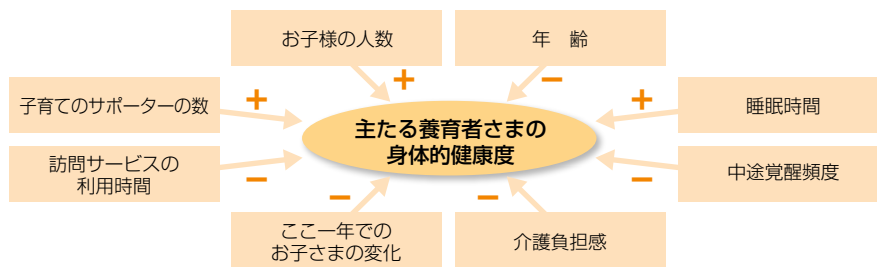 お子様の人数
年　齢
＋
－
子育てのサポーターの数
＋
＋
睡眠時間
主たる養育者さまの
身体的健康度
訪問サービスの
利用時間
－
－
中途覚醒頻度
－
－
ここ一年での
お子さまの変化
介護負担感